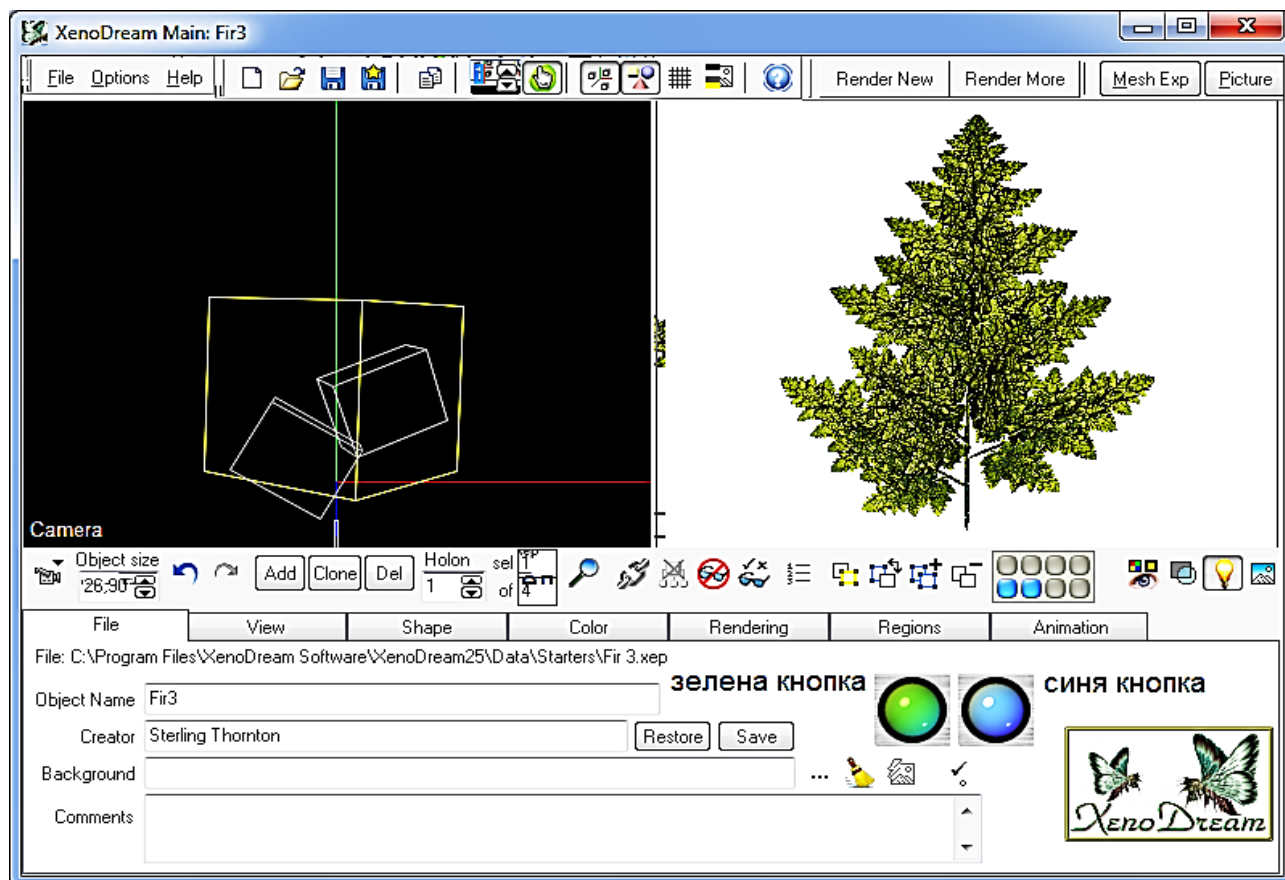 XenoDream Main: Fir3
File Options Help Render New Render More Mesh Exp Picture
Camera
Object size
Add Clone Del Holon 1 sel of 4
File View Shape Color Rendering Regions Animation
File: C:\Program Files\XenoDream Software\XenoDream25\Data\Starters\Fir 3.xep
зелена кнопка синя кнопка
Object Name Fir3
Creator Sterling Thornton Restore Save
Background ...
Comments
XenoDream